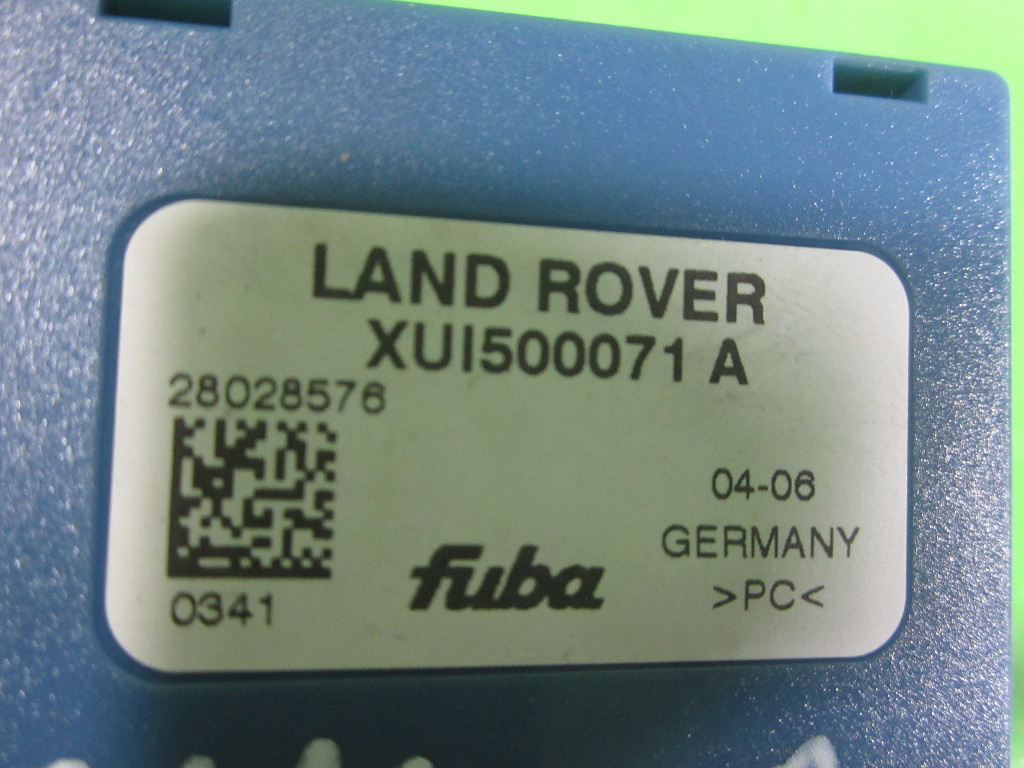 LAND ROVER
XUI500071 A
28028576
0341
fuba
04-06
GERMANY
>PC<